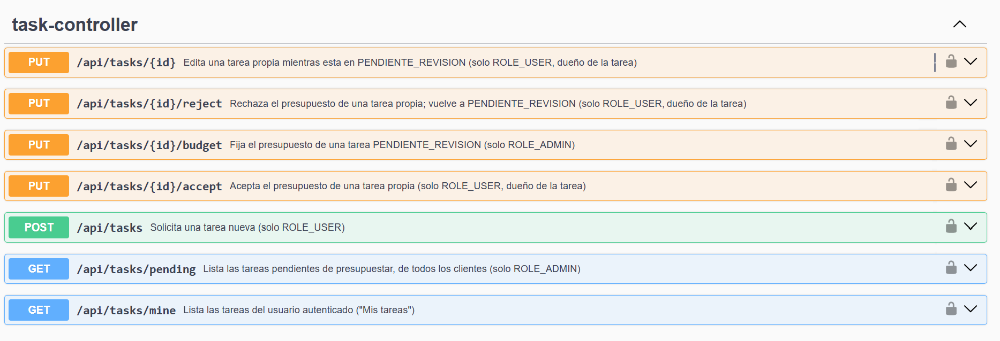 task-controller
PUT /api/tasks/{id} Edita una tarea propia mientras esta en PENDIENTE_REVISION (solo ROLE_USER, dueño de la tarea)
PUT /api/tasks/{id}/reject Rechaza el presupuesto de una tarea propia; vuelve a PENDIENTE_REVISION (solo ROLE_USER, dueño de la tarea)
PUT /api/tasks/{id}/budget Fija el presupuesto de una tarea PENDIENTE_REVISION (solo ROLE_ADMIN)
PUT /api/tasks/{id}/accept Acepta el presupuesto de una tarea propia (solo ROLE_USER, dueño de la tarea)
POST /api/tasks Solicita una tarea nueva (solo ROLE_USER)
GET /api/tasks/pending Lista las tareas pendientes de presupuestar, de todos los clientes (solo ROLE_ADMIN)
GET /api/tasks/mine Lista las tareas del usuario autenticado ("Mis tareas")